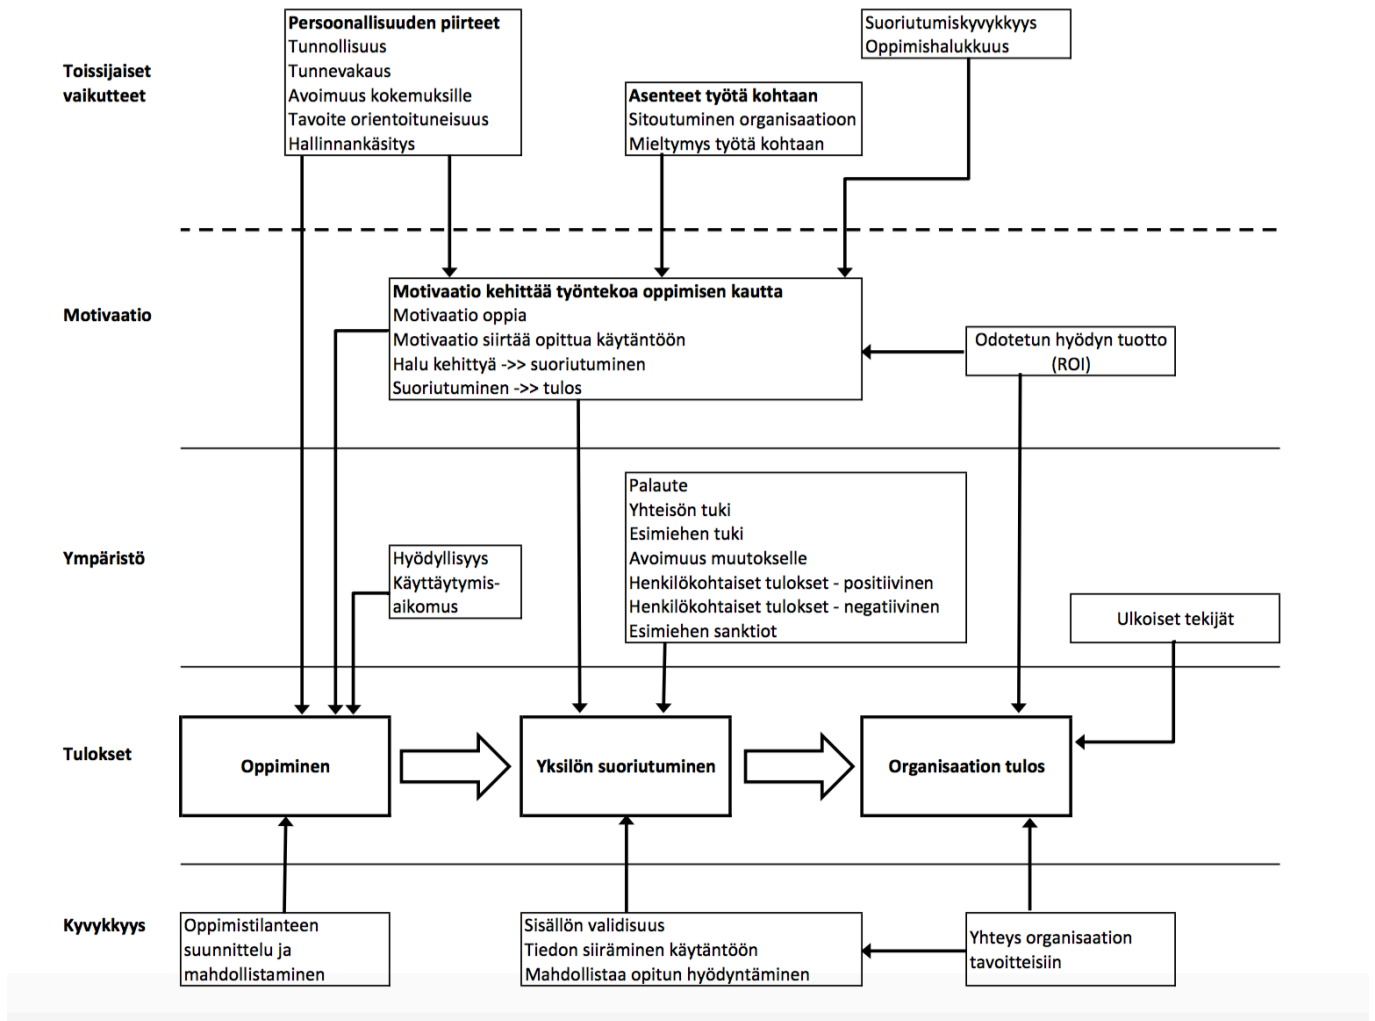 Toissijaiset
vaikutteet
Persoonallisuuden piirteet
Tunnollisuus
Tunnevakaus
Avoimuus kokemuksille
Tavoite orientoituneisuus
Hallinnankäsitys
Asenteet työtä kohtaan
Sitoutuminen organisaatioon
Mieltymys työtä kohtaan
Suoriutumiskyvykkyys
Oppimishalukkuus
Motivaatio
Motivaatio kehittää työntekoa oppimisen kautta
Motivaatio oppia
Motivaatio siirtää opittua käytäntöön
Halu kehittyä ->> suoriutuminen
Suoriutuminen ->> tulos
Odotetun hyödyn tuotto
(ROI)
Ympäristö
Hyödyllisyys
Käyttäytymis-
aikomus
Palaute
Yhteisön tuki
Esimiehen tuki
Avoimuus muutokselle
Henkilökohtaiset tulokset - positiivinen
Henkilökohtaiset tulokset - negatiivinen
Esimiehen sanktiot
Ulkoiset tekijät
Tulokset
Oppiminen
Yksilön suoriutuminen
Organisaation tulos
Kyvykkyys
Oppimistilanteen
suunnittelu ja
mahdollistaminen
Sisällön validisuus
Tiedon siiräminen käytäntöön
Mahdollistaa opitun hyödyntäminen
Yhteys organisaation
tavoitteisiin